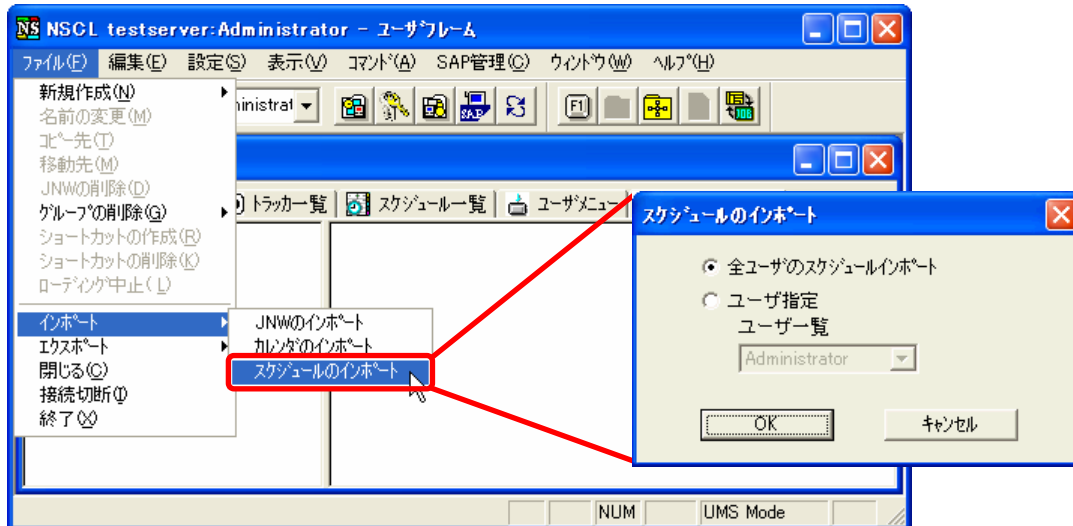 NS NSCL testserver:Administrator - ユーザフレーム
ファイル(F) 編集(E) 設定(S) 表示(V) コマンド(A) SAP管理(C) ウィンドウ(W) ヘルプ(H)
新規作成(N)
名前の変更(M)
コピー先(T)
移動先(M)
JNWの削除(D)
グループの削除(G)
ショートカットの作成(R)
ショートカットの削除(K)
ローディング中止(L)
インポート
エクスポート
閉じる(C)
接続切断(I)
終了(X)
SAP
F1
JOB
トラッカ一覧 スケジュール一覧 ユーザメニュー
JNWのインポート
カレンダのインポート
スケジュールのインポート
スケジュールのインポート
全ユーザのスケジュールインポート
ユーザ指定
ユーザ一覧
Administrator
OK キャンセル
NUM UMS Mode